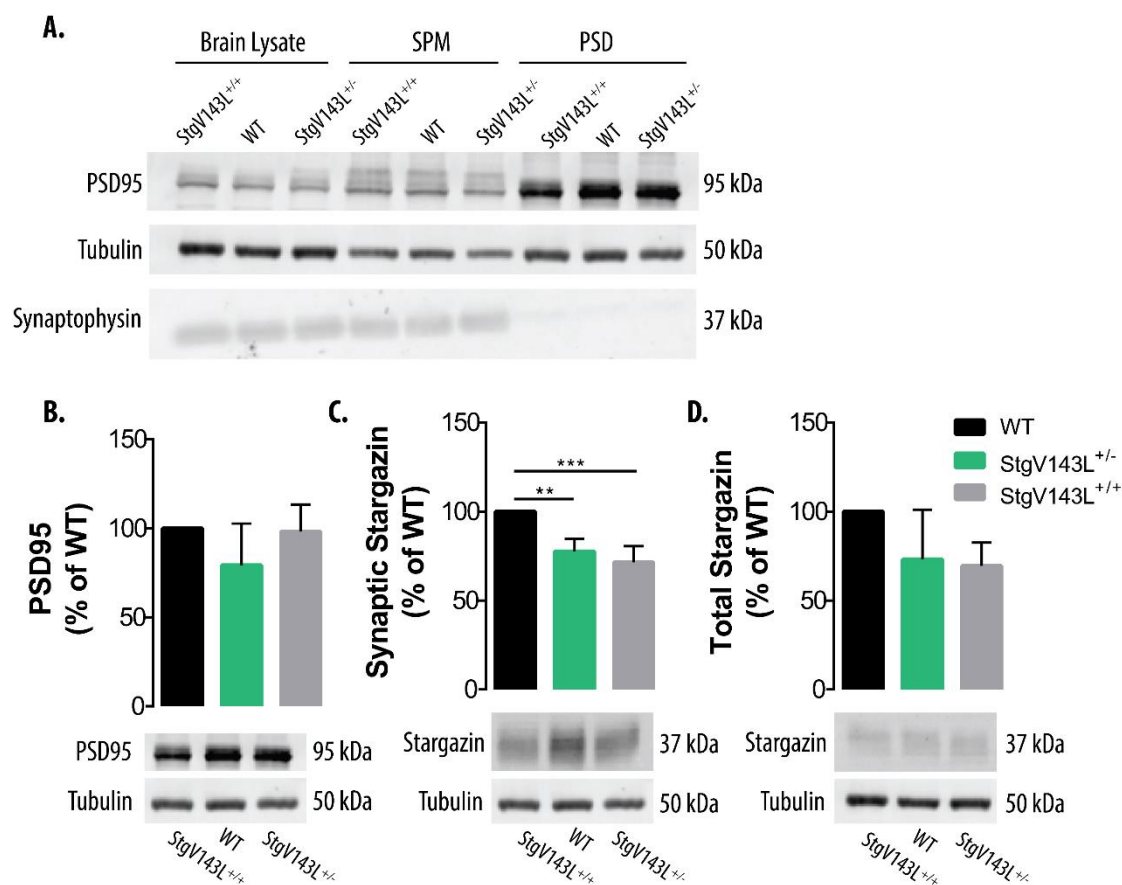 A.
Brain Lysate SPM PSD
StgV143L+/+ WT StgV143L+/- StgV143L+/+ WT StgV143L+/- StgV143L+/+ WT StgV143L+/-
PSD95 95 kDa
Tubulin 50 kDa
Synaptophysin 37 kDa
B.
PSD95
(% of WT)
150
100
50
0
PSD95 95 kDa
Tubulin 50 kDa
StgV143L+/+ WT StgV143L+/-
C.
Synaptic Stargazin
(% of WT)
150
100
50
0
***
**
Stargazin 37 kDa
Tubulin 50 kDa
StgV143L+/+ WT StgV143L+/-
D.
Total Stargazin
(% of WT)
150
100
50
0
WT
StgV143L+/-
StgV143L+/+
Stargazin 37 kDa
Tubulin 50 kDa
StgV143L+/+ WT StgV143L+/-